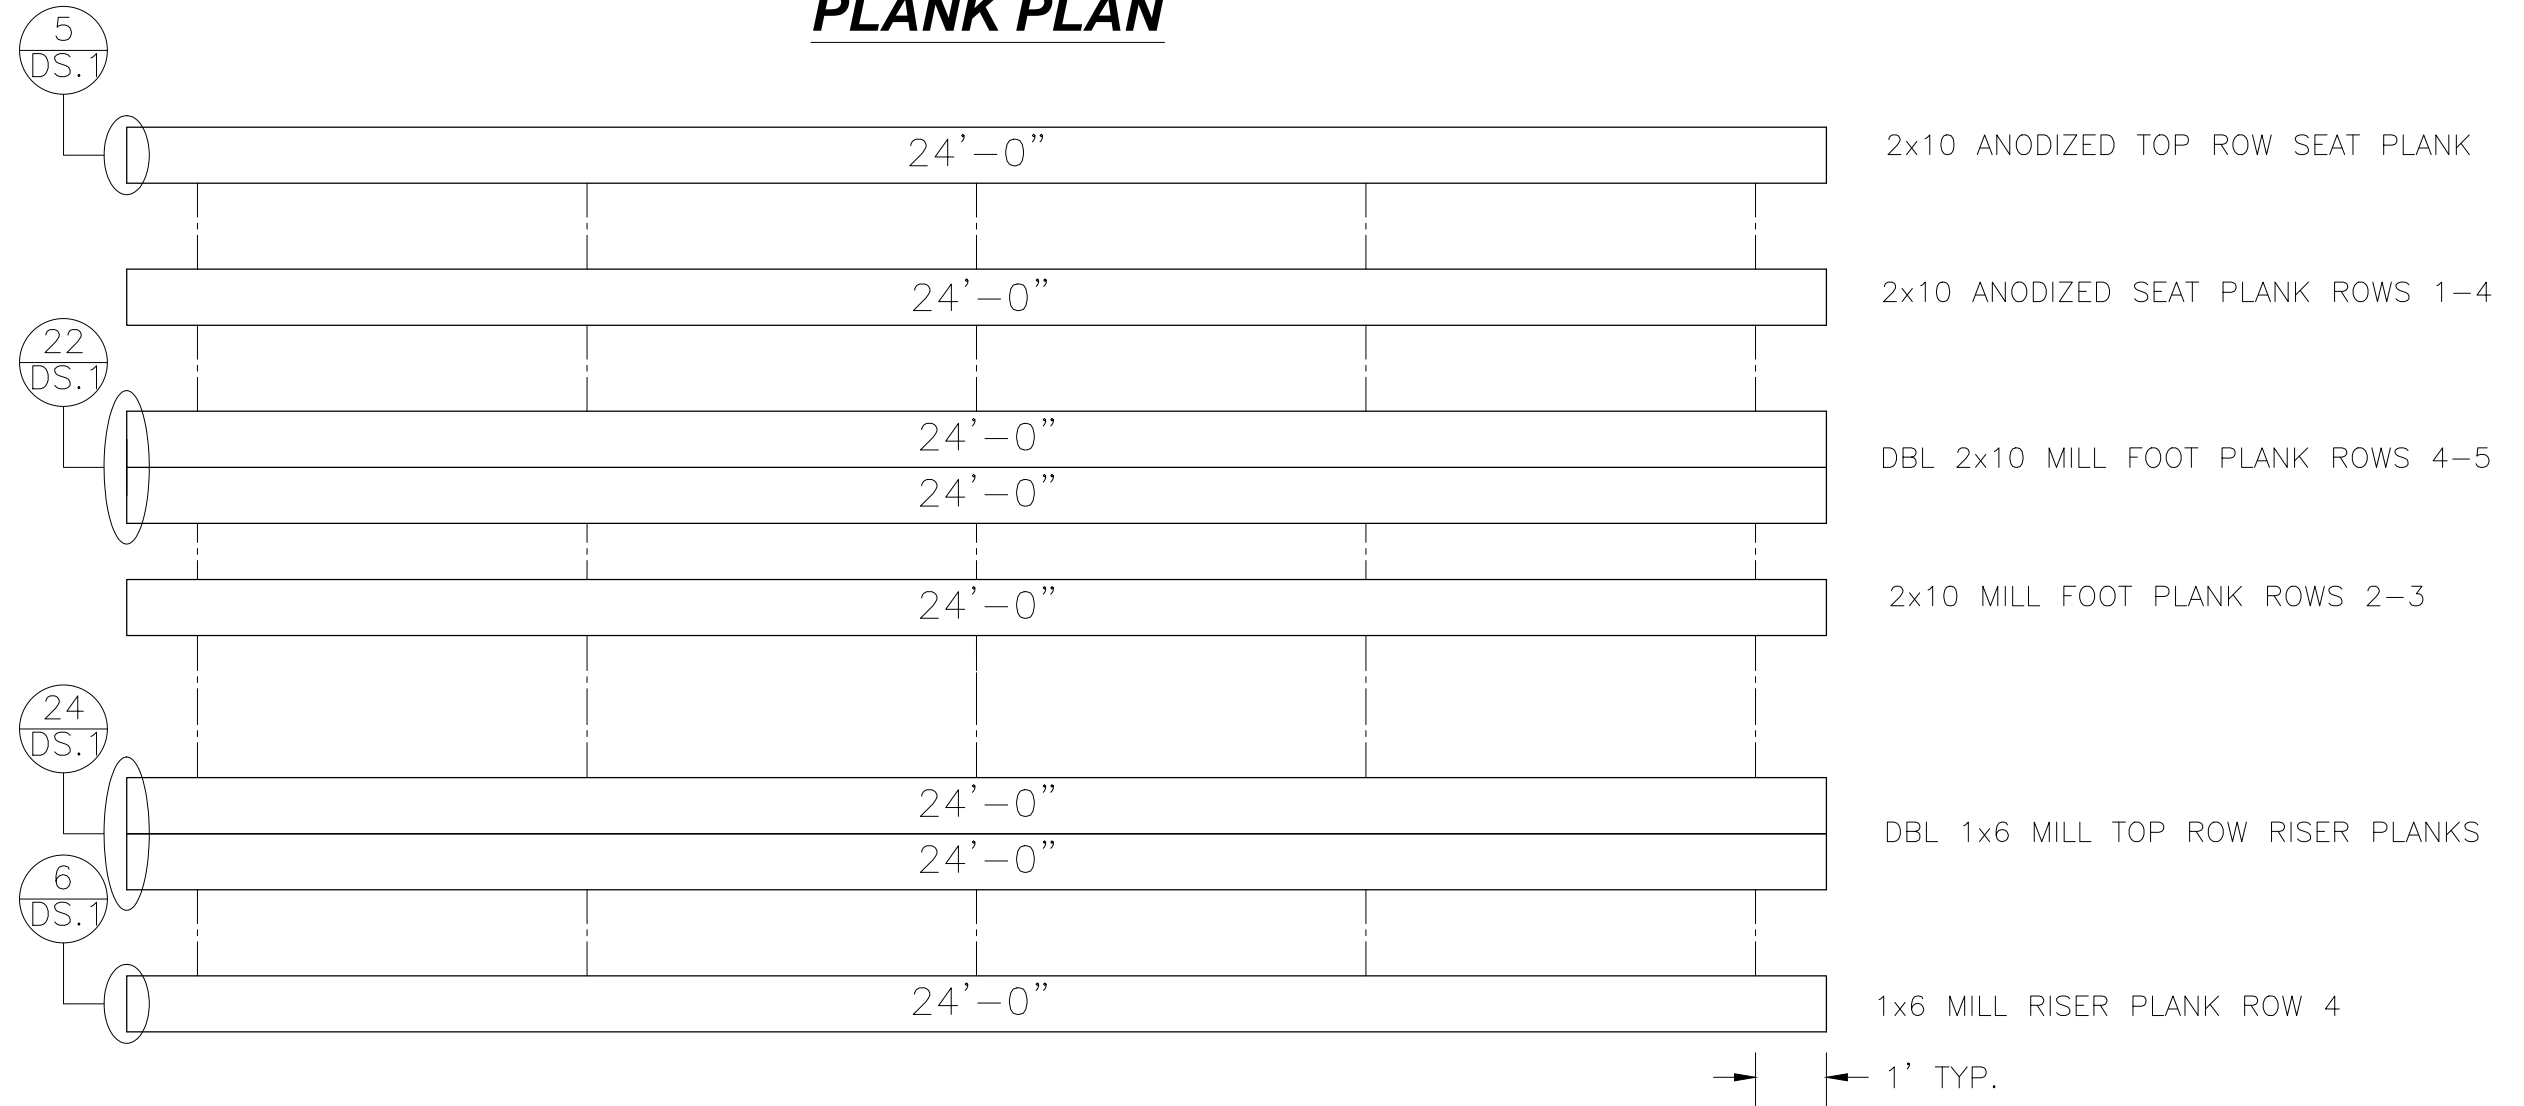 PLANK PLAN
5
DS.1
24'-0"
2x10 ANODIZED TOP ROW SEAT PLANK
24'-0"
2x10 ANODIZED SEAT PLANK ROWS 1-4
22
DS.1
24'-0"
24'-0"
DBL 2x10 MILL FOOT PLANK ROWS 4-5
24'-0"
2x10 MILL FOOT PLANK ROWS 2-3
24
DS.1
24'-0"
24'-0"
DBL 1x6 MILL TOP ROW RISER PLANKS
6
DS.1
24'-0"
1x6 MILL RISER PLANK ROW 4
1' TYP.